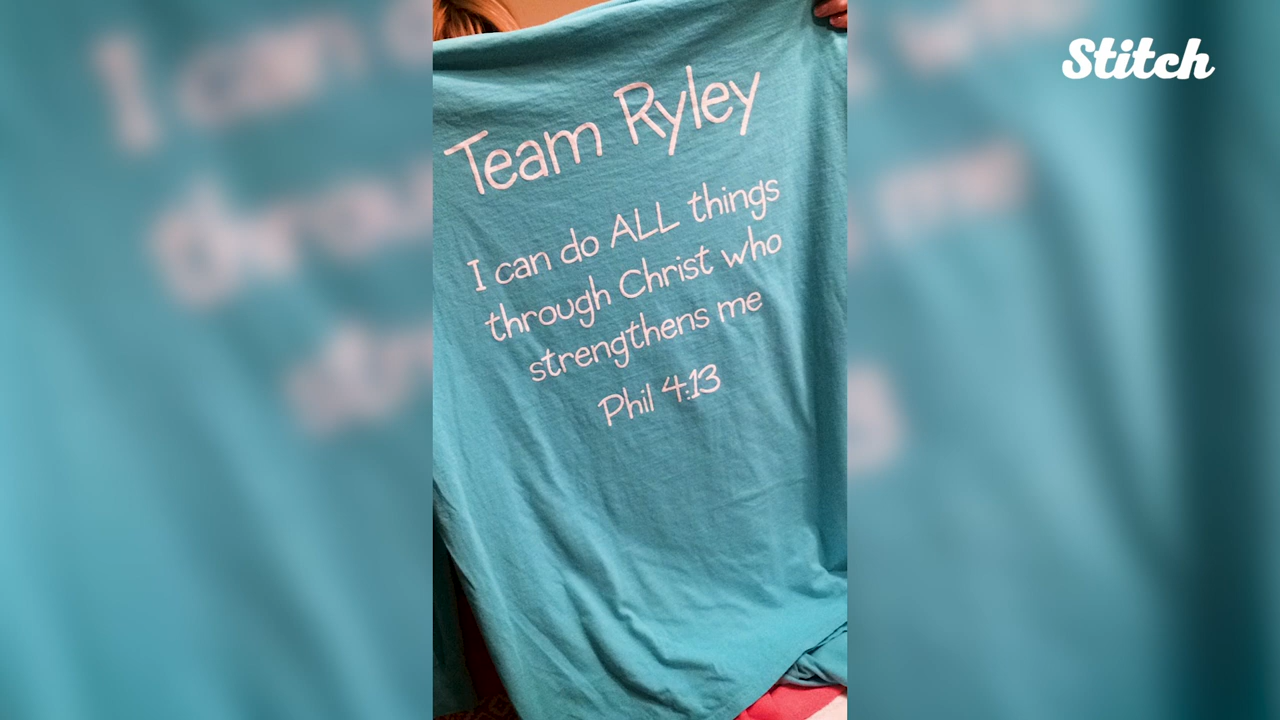 Stitch
Team Ryley
I can do ALL things
through Christ who
strengthens me
Phil 4:13